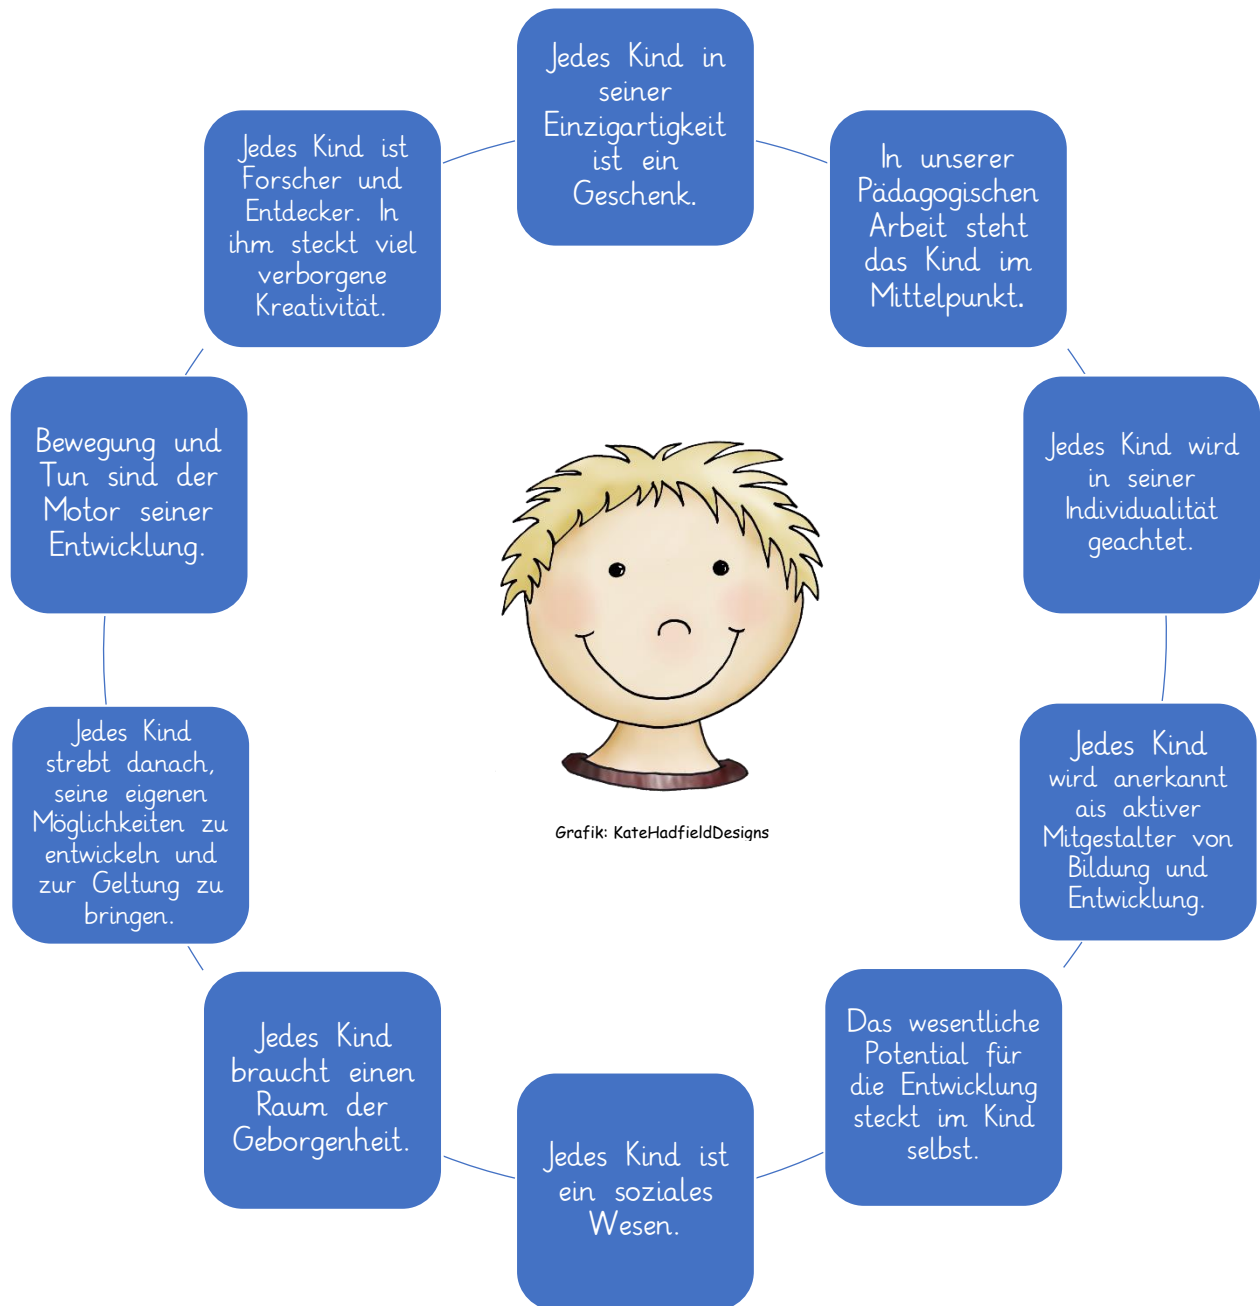 Jedes Kind in
seiner
Einzigartigkeit
ist ein
Geschenk.
In unserer
Pädagogischen
Arbeit steht
das Kind im
Mittelpunkt.
Jedes Kind wird
in seiner
Individualität
geachtet.
Jedes Kind
wird anerkannt
ais aktiver
Mitgestalter von
Bildung und
Entwicklung.
Das wesentliche
Potential für
die Entwicklung
steckt im Kind
selbst.
Jedes Kind ist
ein soziales
Wesen.
Jedes Kind
braucht einen
Raum der
Geborgenheit.
Jedes Kind
strebt danach,
seine eigenen
Möglichkeiten zu
entwickeln und
zur Geltung zu
bringen.
Bewegung und
Tun sind der
Motor seiner
Entwicklung.
Jedes Kind ist
Forscher und
Entdecker. In
ihm steckt viel
verborgene
Kreativität.
Grafik: KateHadfieldDesigns